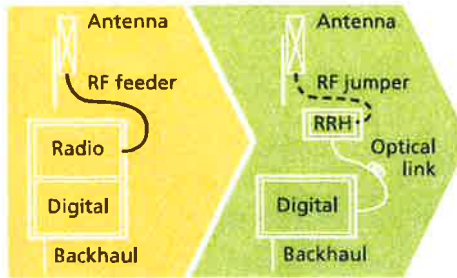 Antenna
RF feeder
Radio
Digital
Backhaul
Antenna
RF jumper
RRH
Optical
link
Digital
Backhaul